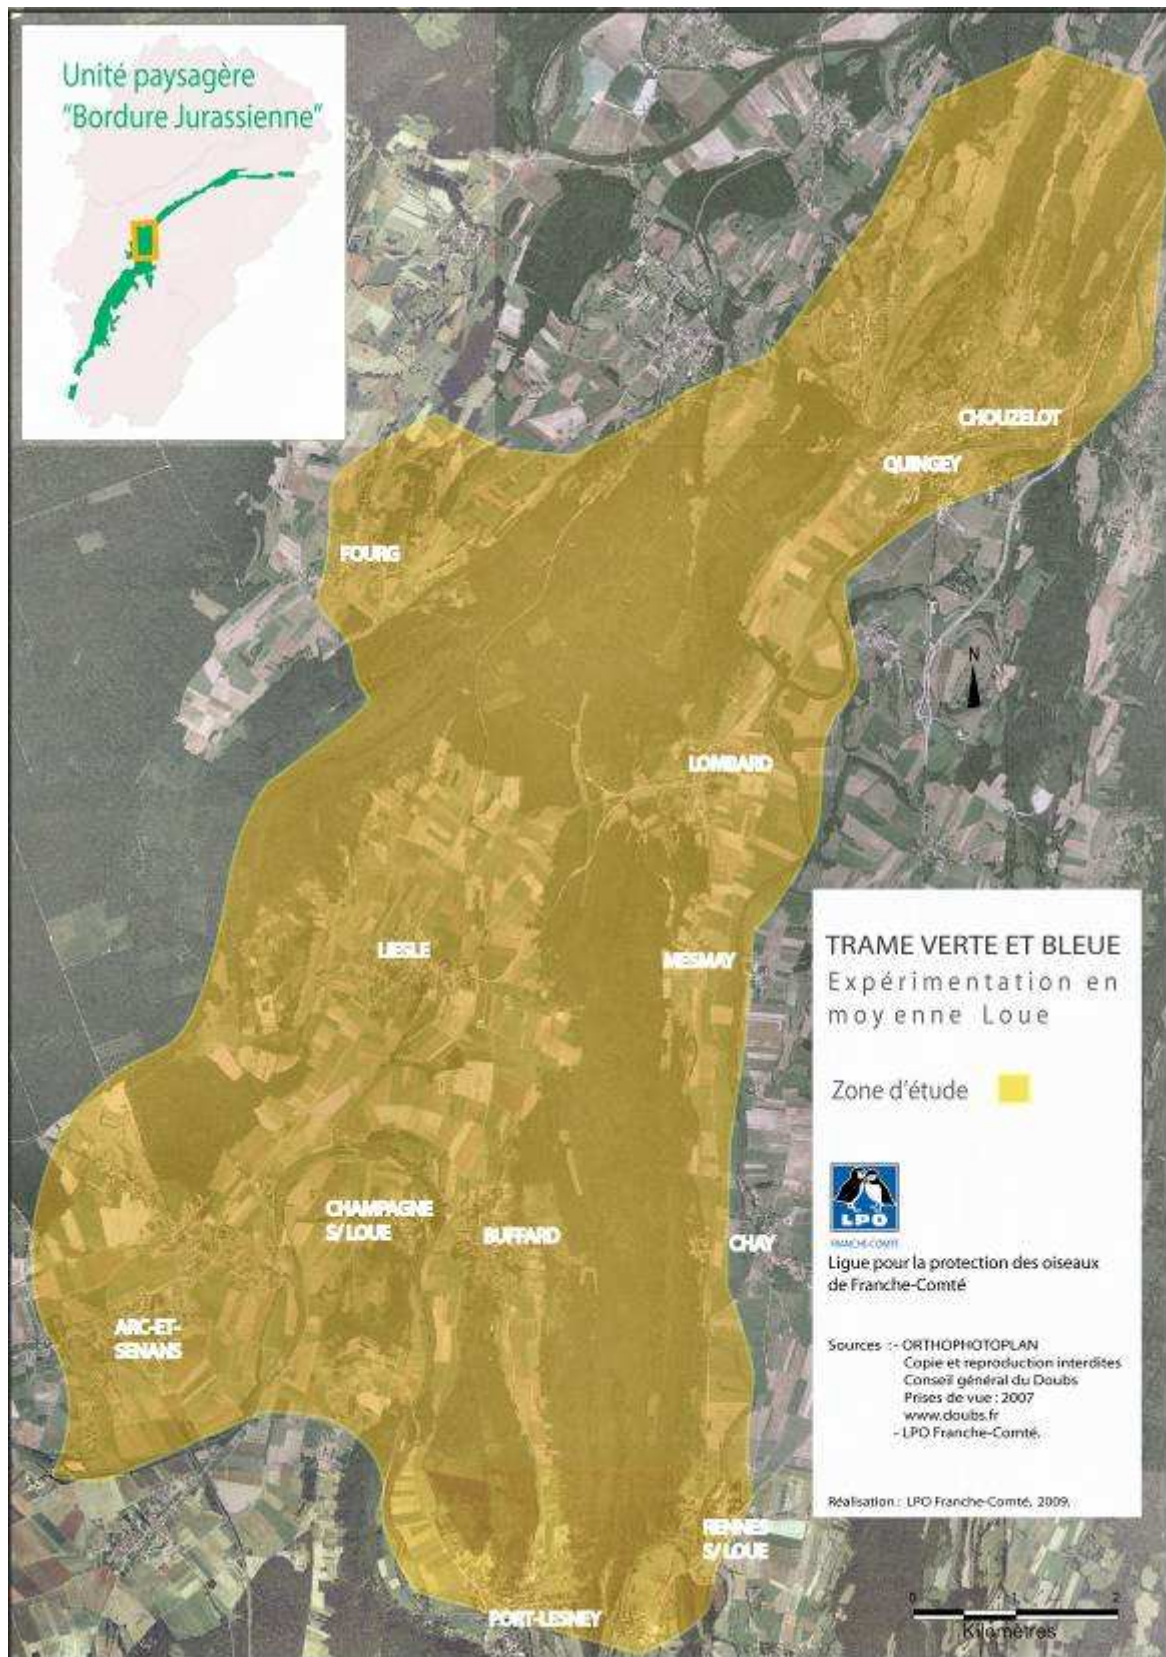 Unité paysagère
"Bordure Jurassienne"
CHOUZELOT
QUINGEY
FOURG
N
LOMBARD
LIESLE
MESMAY
CHAMPAGNE
S/ LOUE
BUFFARD
CHAY
ARC-ET-
SENANS
RENNES
S/ LOUE
PORT-LESNEY
TRAME VERTE ET BLEUE
Expérimentation en
moyenne Loue
Zone d'étude
LPO
FRANCHE-COMTÉ
Ligue pour la protection des oiseaux
de Franche-Comté
Sources : - ORTHOPHOTOPLAN
Copie et reproduction interdites
Conseil général du Doubs
Prises de vue : 2007
www.doubs.fr
- LPO Franche-Comté.
Réalisation : LPO Franche-Comté, 2009.
0 1 2
Kilomètres